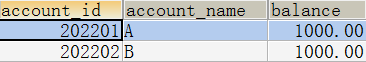 account_id account_name balance
202201 A 1000.00
202202 B 1000.00